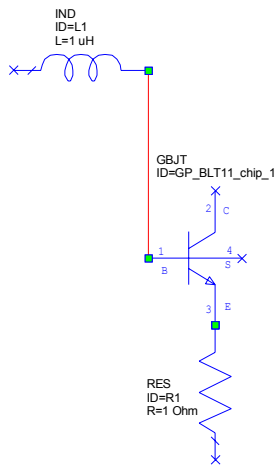 IND
ID=L1
L=1 uH
GBJT
ID=GP_BLT11_chip_1
2 C
1 4
B S
3 E
RES
ID=R1
R=1 Ohm